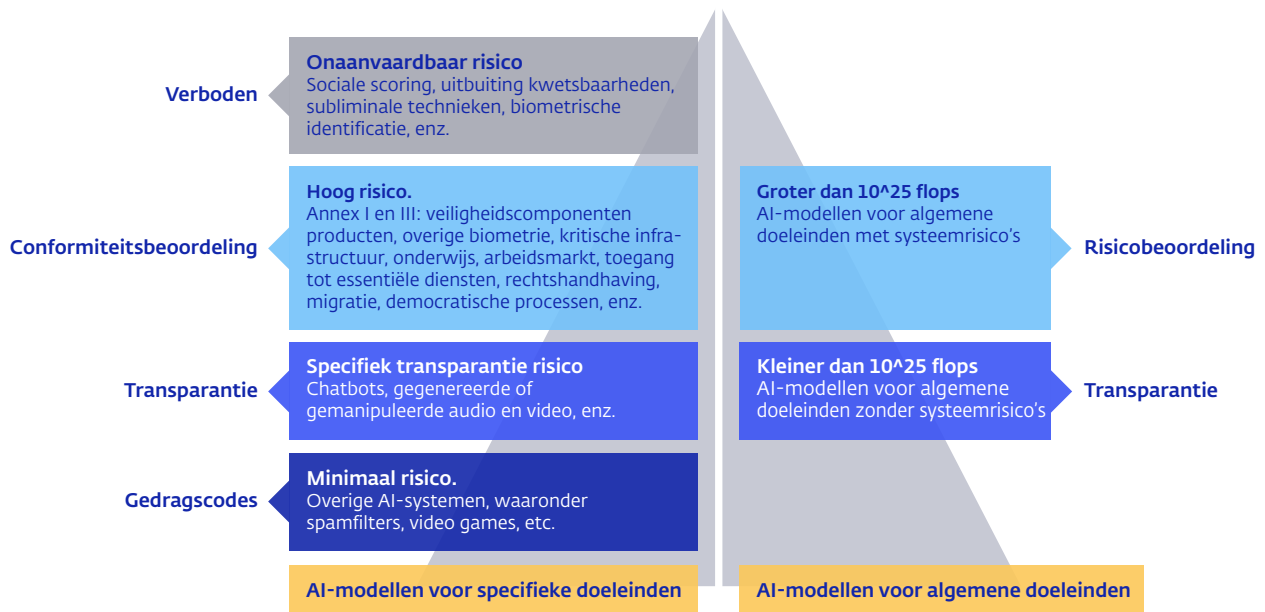 Verboden
Onaanvaardbaar risico
Sociale scoring, uitbuiting kwetsbaarheden,
subliminale technieken, biometrische
identificatie, enz.
Conformiteitsbeoordeling
Hoog risico.
Annex I en III: veiligheidscomponenten
producten, overige biometrie, kritische infra-
structuur, onderwijs, arbeidsmarkt, toegang
tot essentiële diensten, rechtshandhaving,
migratie, democratische processen, enz.
Groter dan 10^25 flops
AI-modellen voor algemene
doeleinden met systeemrisico's
Risicobeoordeling
Transparantie
Specifiek transparantie risico
Chatbots, gegenereerde of
gemanipuleerde audio en video, enz.
Kleiner dan 10^25 flops
AI-modellen voor algemene
doeleinden zonder systeemrisico's
Transparantie
Gedragscodes
Minimaal risico.
Overige AI-systemen, waaronder
spamfilters, video games, etc.
AI-modellen voor specifieke doeleinden
AI-modellen voor algemene doeleinden